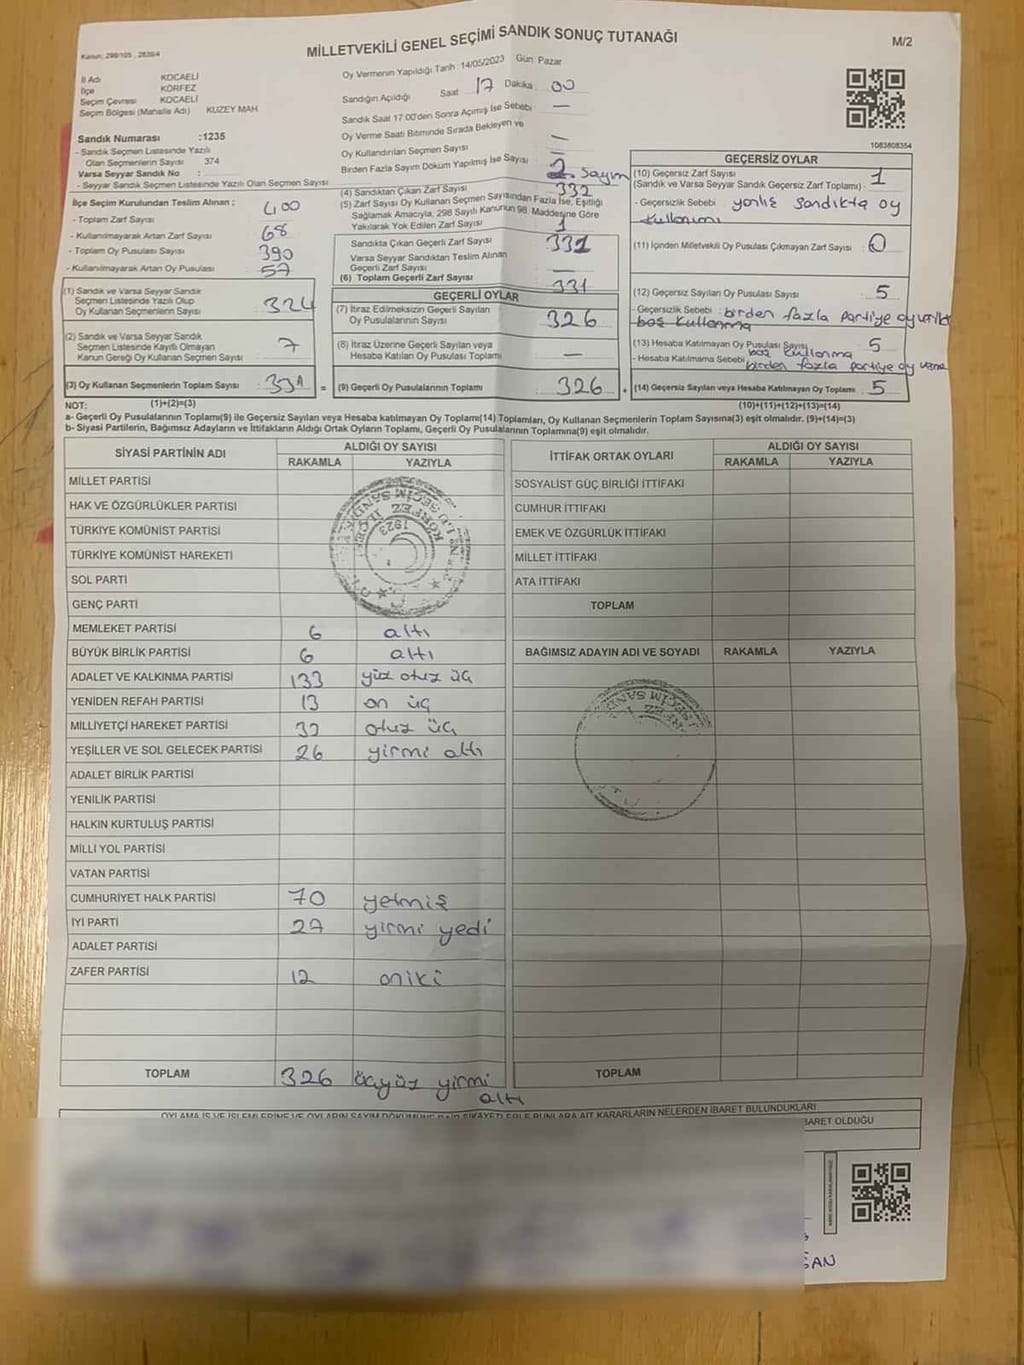 Kanun: 298/105 , 2839/4
MİLLETVEKİLİ GENEL SEÇİMİ SANDIK SONUÇ TUTANAĞI
M/2
İl Adı KOCAELİ
İlçe KÖRFEZ
Seçim Çevresi KOCAELİ
Seçim Bölgesi (Mahalle Adı) KUZEY MAH.
Sandık Numarası :1235
- Sandık Seçmen Listesinde Yazılı
Olan Seçmenlerin Sayısı 374
Varsa Seyyar Sandık No :
- Seyyar Sandık Seçmen Listesinde Yazılı Olan Seçmen Sayısı
İlçe Seçim Kurulundan Teslim Alınan ;
- Toplam Zarf Sayısı 400
- Kullanılmayarak Artan Zarf Sayısı 68
- Toplam Oy Pusulası Sayısı 390
- Kullanılmayarak Artan Oy Pusulası 57
(1) Sandık ve Varsa Seyyar Sandık
Seçmen Listesinde Yazılı Olup
Oy Kullanan Seçmenlerin Sayısı 324
(2) Sandık ve Varsa Seyyar Sandık
Seçmen Listesinde Kayıtlı Olmayan
Kanun Gereği Oy Kullanan Seçmen Sayısı 7
(3) Oy Kullanan Seçmenlerin Toplam Sayısı 331 =
(1)+(2)=(3)
Oy Vermenin Yapıldığı Tarih : 14/05/2023 Gün Pazar
Sandığın Açıldığı Saat 17 Dakika 00
Sandık Saat 17:00'den Sonra Açımış İse Sebebi —
Oy Verme Saati Bitiminde Sırada Bekleyen ve
Oy Kullandırılan Seçmen Sayısı —
Birden Fazla Sayım Döküm Yapılmış İse Sayısı 2. Sayım
(4) Sandıktan Çıkan Zarf Sayısı 332
(5) Zarf Sayısı Oy Kullanan Seçmen Sayısından Fazla İse, Eşitliği
Sağlamak Amacıyla, 298 Sayılı Kanunun 98. Maddesine Göre
Yakılarak Yok Edilen Zarf Sayısı 1
Sandıkta Çıkan Geçerli Zarf Sayısı 331
Varsa Seyyar Sandıktan Teslim Alınan
Geçerli Zarf Sayısı —
(6) Toplam Geçerli Zarf Sayısı 331
GEÇERLİ OYLAR
(7) İtiraz Edilmeksizin Geçerli Sayılan
Oy Pusulalarının Sayısı 326
(8) İtiraz Üzerine Geçerli Sayılan veya
Hesaba Katılan Oy Pusulası Toplamı —
(9) Geçerli Oy Pusulalarının Toplamı 326
1083808354
GEÇERSİZ OYLAR
(10) Geçersiz Zarf Sayısı 1
(Sandık ve Varsa Seyyar Sandık Geçersiz Zarf Toplamı) -
- Geçersizlik Sebebi yanlış sandıkta oy
kullanımı
(11) İçinden Milletvekili Oy Pusulası Çıkmayan Zarf Sayısı 0
(12) Geçersiz Sayılan Oy Pusulası Sayısı 5
- Geçersizlik Sebebi birden fazla partiye oy
boş kullanma
(13) Hesaba Katılmayan Oy Pusulası Sayısı 5
boş kullanma
- Hesaba Katılmama Sebebi birden fazla partiye oy
(14) Geçersiz Sayılan veya Hesaba Katılmayan Oy Toplamı 5
(10)+(11)+(12)+(13)=(14)
NOT:
a- Geçerli Oy Pusulalarının Toplamı(9) ile Geçersiz Sayılan veya Hesaba katılmayan Oy Toplamı(14) Toplamları, Oy Kullanan Seçmenlerin Toplam Sayısına(3) eşit olmalıdır. (9)+(14)=(3)
b- Siyasi Partilerin, Bağımsız Adayların ve İttifakların Aldığı Oy Sayıları Toplamı, Geçerli Oy Pusulalarının Toplamına(9) eşit olmalıdır.
SİYASİ PARTİNİN ADI ALDIĞI OY SAYISI
RAKAMLA YAZIYLA
MİLLET PARTİSİ
HAK VE ÖZGÜRLÜKLER PARTİSİ
TÜRKİYE KOMÜNİST PARTİSİ
TÜRKİYE KOMÜNİST HAREKETİ
SOL PARTİ
GENÇ PARTİ
MEMLEKET PARTİSİ 6 altı
BÜYÜK BİRLİK PARTİSİ 6 altı
ADALET VE KALKINMA PARTİSİ 133 yüz otuz üç
YENİDEN REFAH PARTİSİ 13 on üç
MİLLİYETÇİ HAREKET PARTİSİ 33 otuz üç
YEŞİLLER VE SOL GELECEK PARTİSİ 26 yirmi altı
ADALET BİRLİK PARTİSİ
YENİLİK PARTİSİ
HALKIN KURTULUŞ PARTİSİ
MİLLİ YOL PARTİSİ
VATAN PARTİSİ
CUMHURİYET HALK PARTİSİ 70 yetmiş
İYİ PARTİ 27 yirmi yedi
ADALET PARTİSİ
ZAFER PARTİSİ 12 oniki
TOPLAM 326 üçyüz yirmi
altı
İTTİFAK ORTAK OYLARI ALDIĞI OY SAYISI
RAKAMLA YAZIYLA
SOSYALİST GÜÇ BİRLİĞİ İTTİFAKI
CUMHUR İTTİFAKI
EMEK VE ÖZGÜRLÜK İTTİFAKI
MİLLET İTTİFAKI
ATA İTTİFAKI
TOPLAM
BAĞIMSIZ ADAYIN ADI VE SOYADI RAKAMLA YAZIYLA
TOPLAM
OYLAMA İŞ VE İŞLEMLERİNE VE OYLARIN SAYIM DÖKÜMÜNE DAİR ŞİKAYETLERLE BUNLARA AİT KARARLARIN NELERDEN İBARET BULUNDUKLARI
BARET OLDUĞU
1923